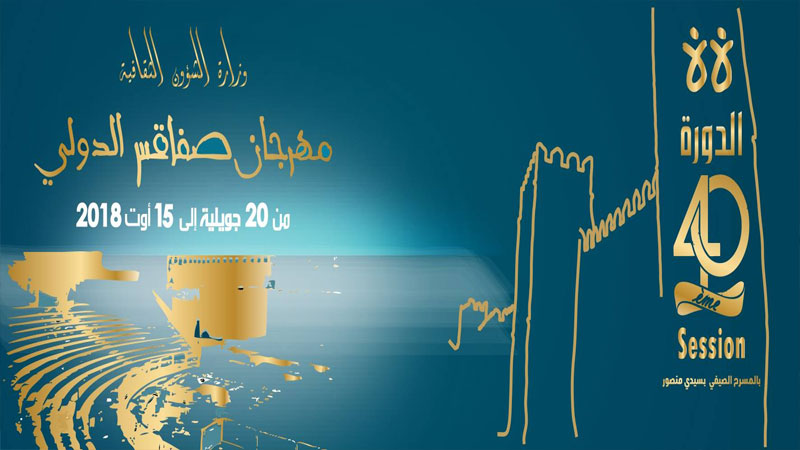 وزارة الشؤون الثقافية
مهرجان صفاقس الدولي
من 20 جويلية إلى 15 أوت 2018
الدورة
40
ème
Session
بالمسرح الصيفي بسيدي منصور